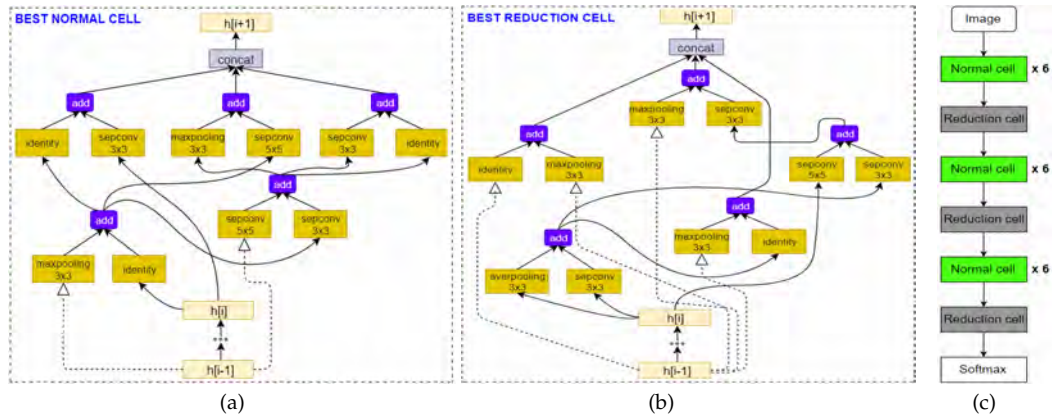 BEST NORMAL CELL
h[i+1]
concat
add
add
add
identity
sepconv
3x3
maxpooling
3x3
sepconv
5x5
sepconv
3x3
identity
add
add
maxpooling
3x3
identity
sepconv
5x5
sepconv
3x3
h[i]
h[i-1]
(a)
BEST REDUCTION CELL
h[i+1]
concat
add
maxpooling
3x3
sepconv
3x3
add
add
identity
maxpooling
3x3
sepconv
5x5
sepconv
3x3
add
add
maxpooling
3x3
identity
averpooling
3x3
sepconv
3x3
h[i]
h[i-1]
(b)
Image
Normal cell x 6
Reduction cell
Normal cell x 6
Reduction cell
Normal cell x 6
Reduction cell
Softmax
(c)